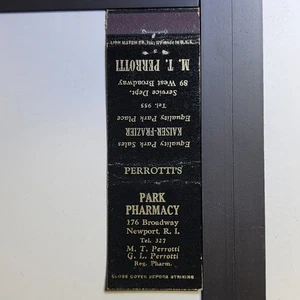 M. T. PERROTTI
89 West Broadway
Service Dept.
Tel. 955
Equality Park Place
KAISER-FRAZIER
Equality Park Sales
PERROTTI'S
PARK
PHARMACY
176 Broadway
Newport, R. I.
Tel. 327
M. T. Perrotti
G. L. Perrotti
Reg. Pharm.
CLOSE COVER BEFORE STRIKING